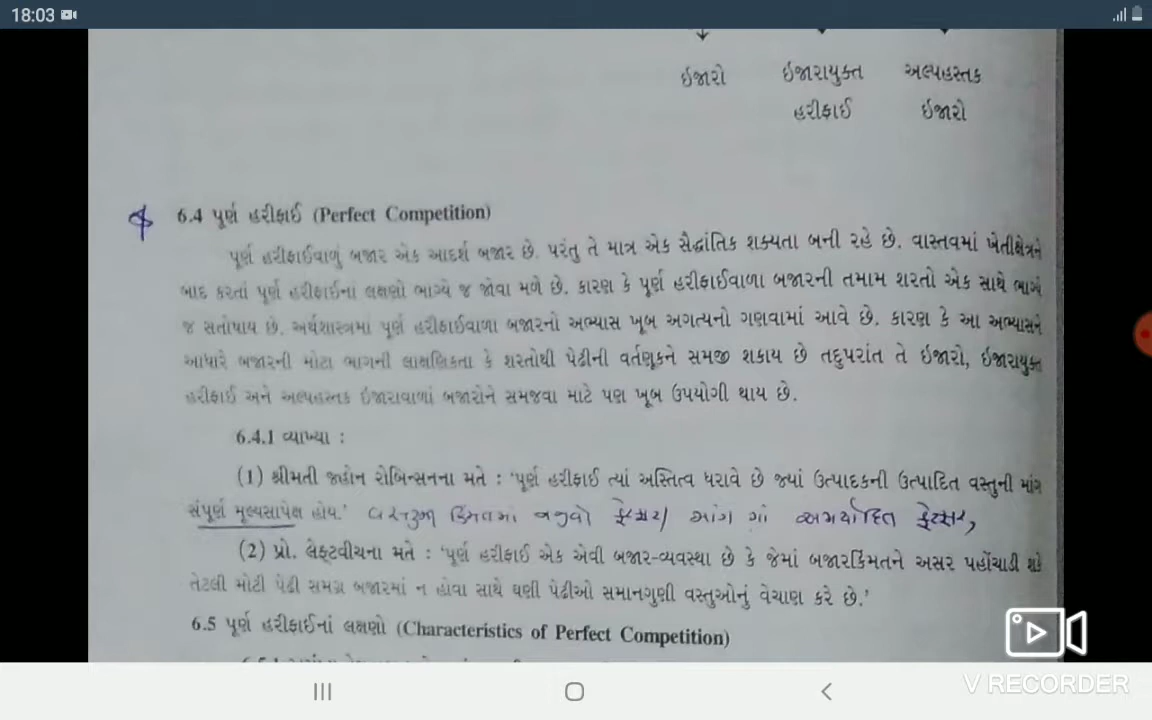 18:03
ઇજારો ઇજારાયુક્ત અલ્પહસ્તક
હરીફાઈ ઇજારો
6.4 પૂર્ણ હરીફાઈ (Perfect Competition)
પૂર્ણ હરીફાઈવાળું બજાર એક આદર્શ બજાર છે. પરંતુ તે માત્ર એક સૈદ્ધાંતિક શક્યતા બની રહે છે. વાસ્તવમાં ખેતીક્ષેત્રને
બાદ કરતાં પૂર્ણ હરીફાઈનાં લક્ષણો ભાગ્યે જ જોવા મળે છે. કારણ કે પૂર્ણ હરીફાઈવાળા બજારની તમામ શરતો એક સાથે ભાગ્યે
જ સંતોષાય છે. અર્થશાસ્ત્રમાં પૂર્ણ હરીફાઈવાળા બજારનો અભ્યાસ ખૂબ અગત્યનો ગણવામાં આવે છે. કારણ કે આ અભ્યાસને
આધારે બજારની મોટા ભાગની લાક્ષણિકતા કે શરતોથી પેઢીની વર્તણૂકને સમજી શકાય છે તદુપરાંત તે ઇજારો, ઇજારાયુક્ત
હરીફાઈ અને અલ્પહસ્તક ઇજારાવાળાં બજારોને સમજવા માટે પણ ખૂબ ઉપયોગી થાય છે.
6.4.1 વ્યાખ્યા :
(1) શ્રીમતી જ્હોન રોબિન્સનના મતે : 'પૂર્ણ હરીફાઈ ત્યાં અસ્તિત્વ ધરાવે છે જ્યાં ઉત્પાદકની ઉત્પાદિત વસ્તુની માંગ
સંપૂર્ણ મૂલ્યસાપેક્ષ હોય.' વસ્તુની કિંમતમાં નજીવો ફેરફાર માંગ માં અમર્યાદિત ફેરફાર,
(2) પ્રો. લેફ્ટવીચના મતે : 'પૂર્ણ હરીફાઈ એક એવી બજાર-વ્યવસ્થા છે કે જેમાં બજારકિંમતને અસર પહોંચાડી શકે
તેટલી મોટી પેઢી સમગ્ર બજારમાં ન હોવા સાથે ઘણી પેઢીઓ સમાનગુણી વસ્તુઓનું વેચાણ કરે છે.'
6.5 પૂર્ણ હરીફાઈનાં લક્ષણો (Characteristics of Perfect Competition)
V RECORDER